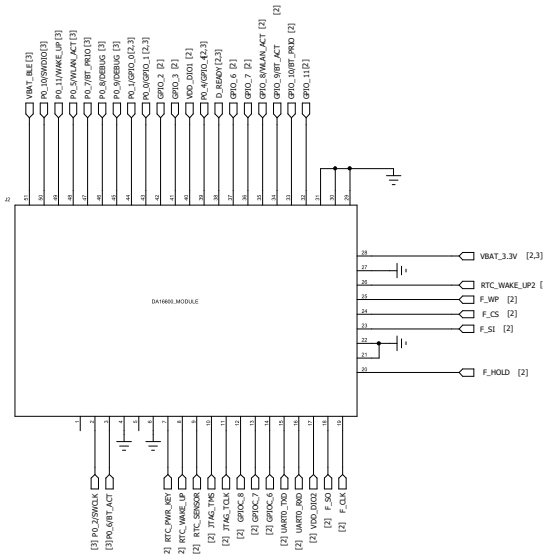 VBAT_BLE [3]
P0_10/SWDIO [3]
P0_11/WAKE_UP [3]
P0_5/WLAN_ACT [3]
P0_7/BT_PRIO [3]
P0_8/DEBUG [3]
P0_9/DEBUG [3]
P0_1/GPIO_0 [2,3]
P0_0/GPIO_1 [2,3]
GPIO_2 [2]
GPIO_3 [2]
VDD_DIO1 [2]
P0_4/GPIO_4[2,3]
D_READY [2,3]
GPIO_6 [2]
GPIO_7 [2]
GPIO_8/WLAN_ACT [2]
GPIO_9/BT_ACT [2]
GPIO_10/BT_PRIO [2]
GPIO_11 [2]
51 50 49 48 47 46 45 44 43 42 41 40 39 38 37 36 35 34 33 32 31 30 29
J2
DA16600_MODULE
28 VBAT_3.3V [2,3]
27
26 RTC_WAKE_UP2 [
25 F_WP [2]
24 F_CS [2]
23 F_SI [2]
22
21
20 F_HOLD [2]
1 2 3 4 5 6 7 8 9 10 11 12 13 14 15 16 17 18 19
[3] P0_2/SWCLK
[3] P0_6/BT_ACT
2] RTC_PWR_KEY
2] RTC_WAKE_UP
[2] RTC_SENSOR
[2] JTAG_TMS
[2] JTAG_TCLK
[2] GPIOC_8
[2] GPIOC_7
[2] GPIOC_6
[2] UART0_TXD
[2] UART0_RXD
[2] VDD_DIO2
[2] F_SO
[2] F_CLK